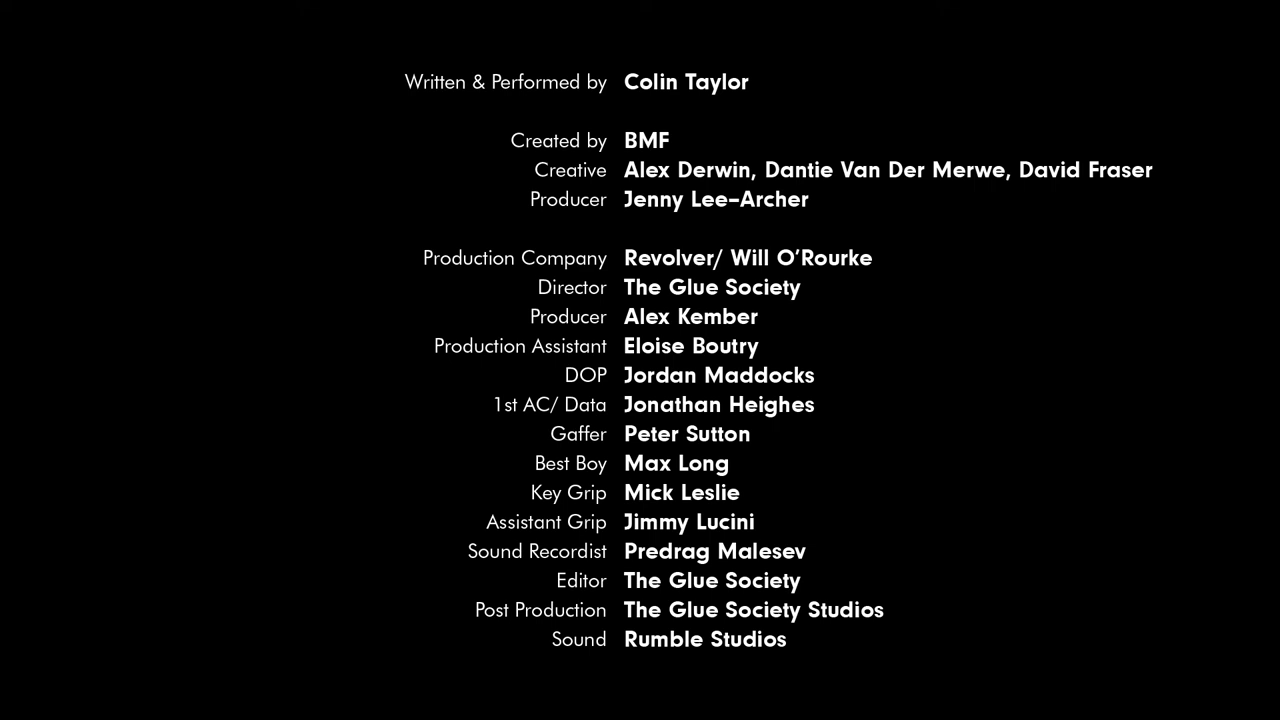 Written & Performed by Colin Taylor
Created by BMF
Creative Alex Derwin, Dantie Van Der Merwe, David Fraser
Producer Jenny Lee-Archer
Production Company Revolver/ Will O'Rourke
Director The Glue Society
Producer Alex Kember
Production Assistant Eloise Boutry
DOP Jordan Maddocks
1st AC/ Data Jonathan Heighes
Gaffer Peter Sutton
Best Boy Max Long
Key Grip Mick Leslie
Assistant Grip Jimmy Lucini
Sound Recordist Predrag Malesev
Editor The Glue Society
Post Production The Glue Society Studios
Sound Rumble Studios